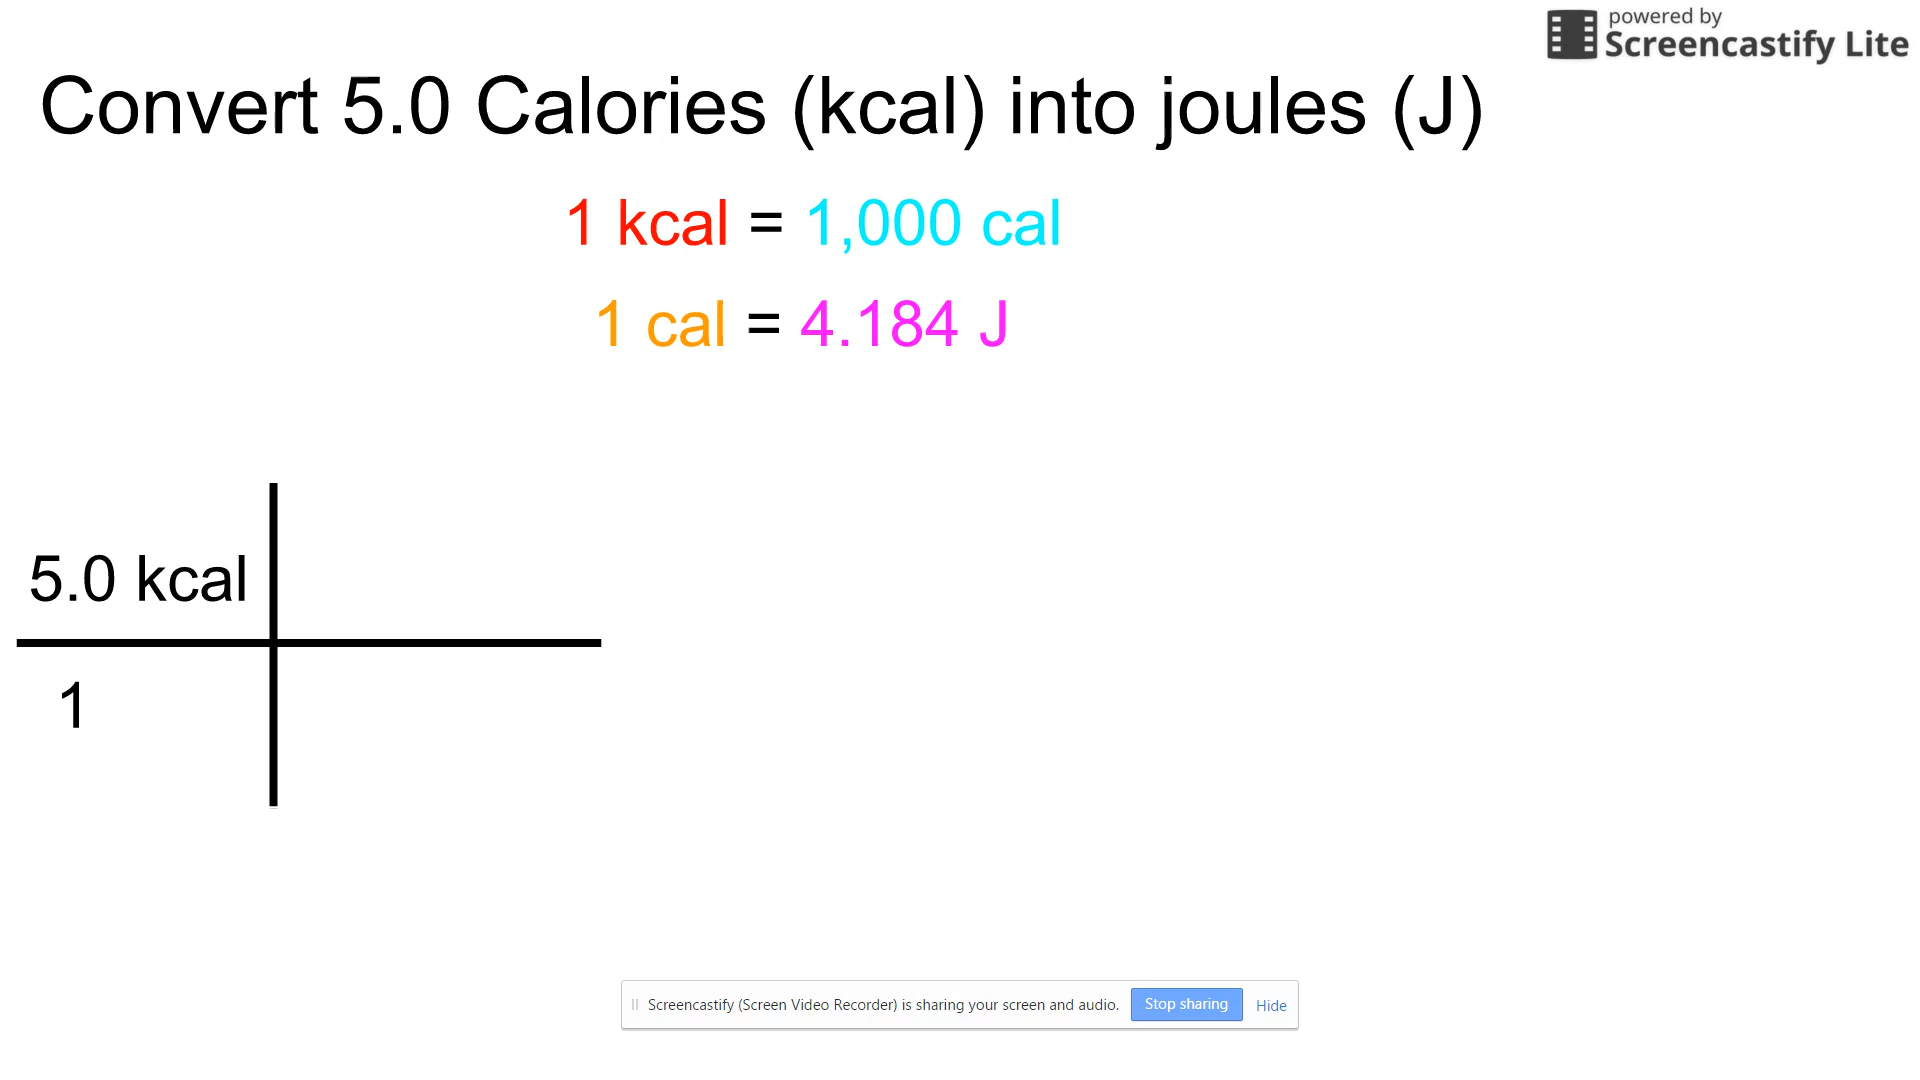 powered by
Screencastify Lite
Convert 5.0 Calories (kcal) into joules (J)
1 kcal = 1,000 cal
1 cal = 4.184 J
5.0 kcal
1
Screencastify (Screen Video Recorder) is sharing your screen and audio. Stop sharing Hide